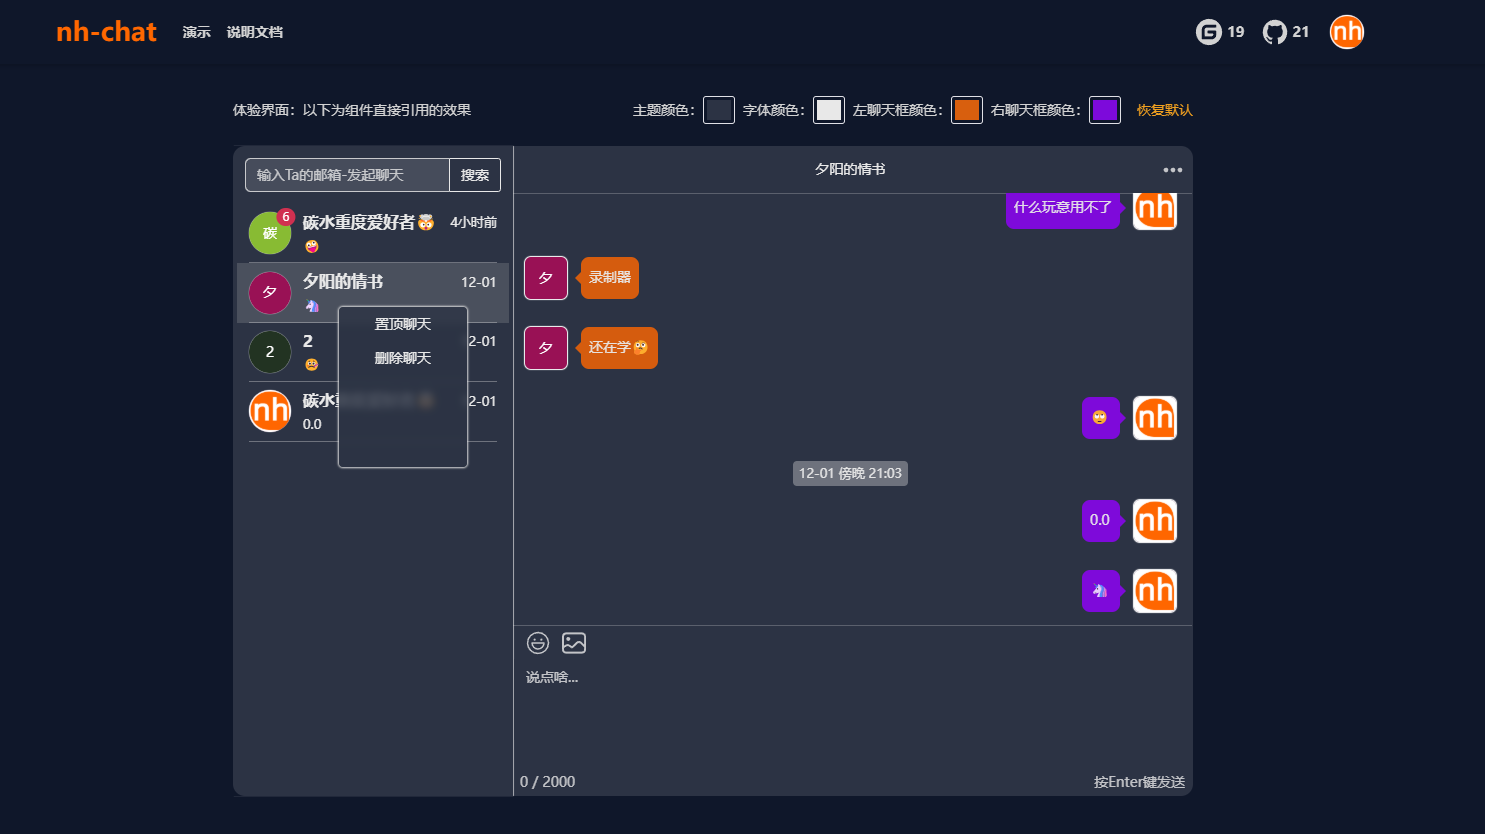 nh-chat 演示 说明文档 19 21 nh
体验界面：以下为组件直接引用的效果 主题颜色： 字体颜色： 左聊天框颜色： 右聊天框颜色： 恢复默认
输入Ta的邮箱-发起聊天 搜索
碳 6 碳水重度爱好者🤯 4小时前
🤪
夕 夕阳的情书 12-01
🦄
2 2 2-01
nh 碳水 2-01
0.0
置顶聊天
删除聊天
夕阳的情书 •••
什么玩意用不了 nh
夕 录制器
夕 还在学🤔
🙄 nh
12-01 傍晚 21:03
0.0 nh
🦄 nh
说点啥...
0 / 2000 按Enter键发送